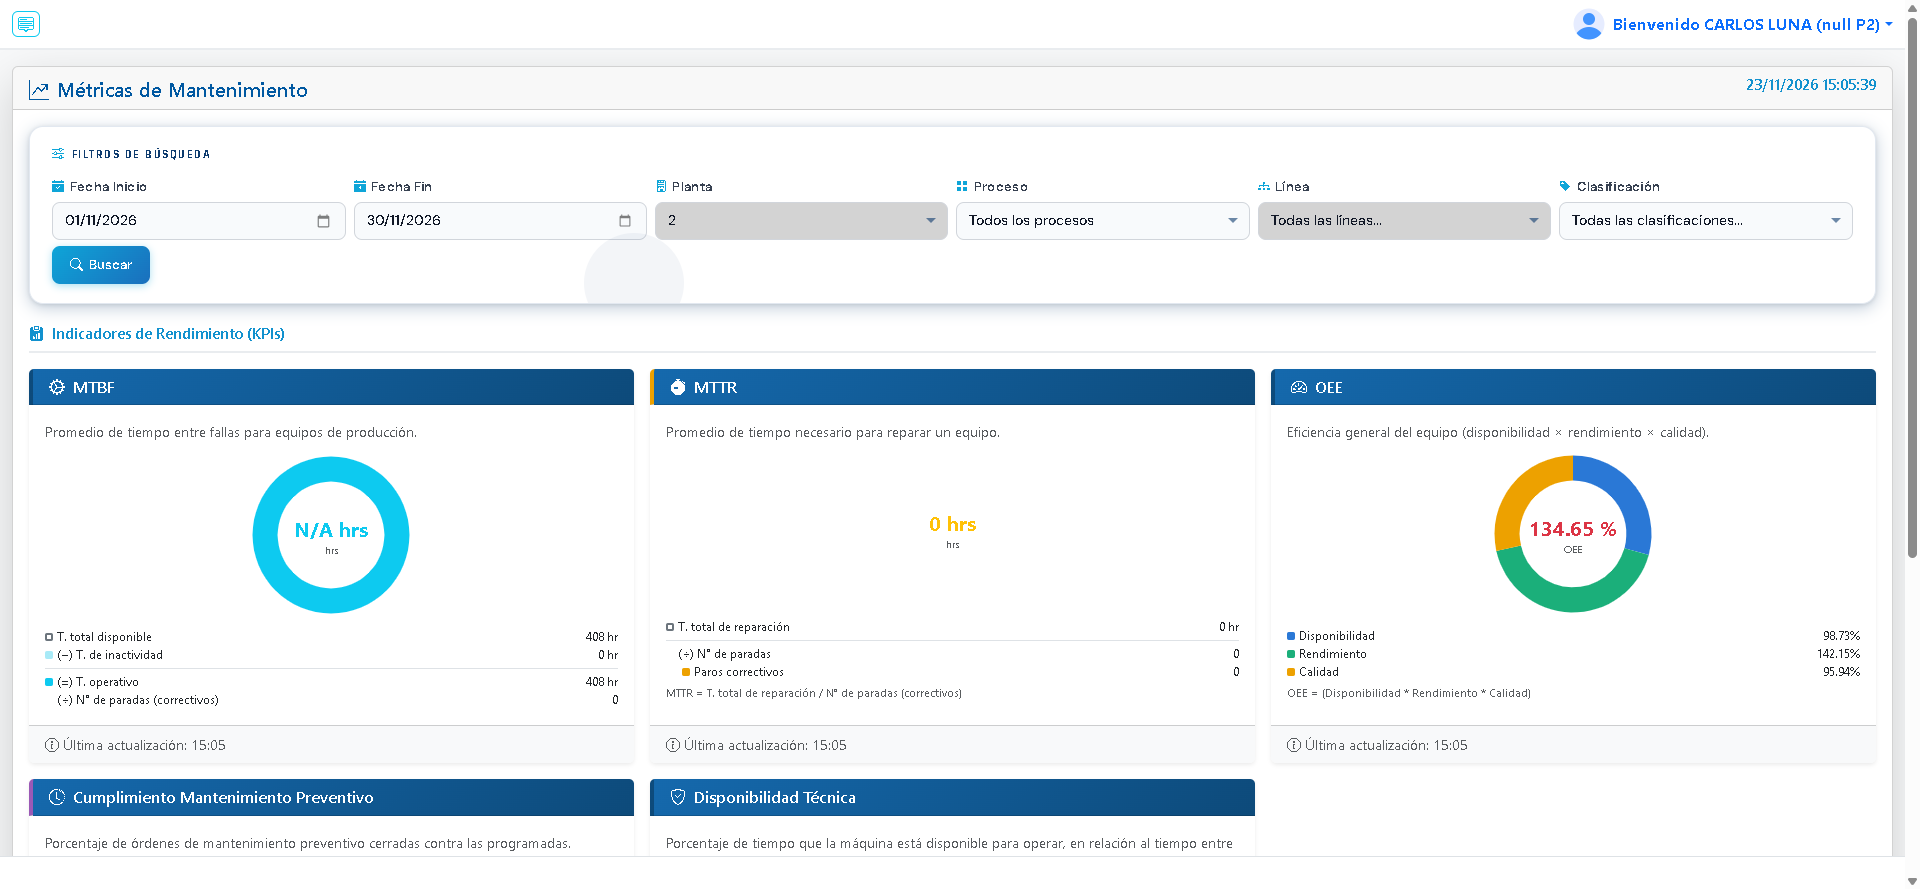 Bienvenido CARLOS LUNA (null P2)
Métricas de Mantenimiento
23/11/2026 15:05:39
FILTROS DE BÚSQUEDA
Fecha Inicio
Fecha Fin
Planta
Proceso
Línea
Clasificación
01/11/2026
30/11/2026
2
Todos los procesos
Todas las líneas...
Todas las clasificaciones...
Buscar
Indicadores de Rendimiento (KPIs)
MTBF
Promedio de tiempo entre fallas para equipos de producción.
N/A hrs
hrs
T. total disponible 408 hr
(−) T. de inactividad 0 hr
(=) T. operativo 408 hr
(÷) N° de paradas (correctivos) 0
Última actualización: 15:05
MTTR
Promedio de tiempo necesario para reparar un equipo.
0 hrs
hrs
T. total de reparación 0 hr
(÷) N° de paradas 0
Paros correctivos 0
MTTR = T. total de reparación / N° de paradas (correctivos)
Última actualización: 15:05
OEE
Eficiencia general del equipo (disponibilidad × rendimiento × calidad).
134.65 %
OEE
Disponibilidad 98.73%
Rendimiento 142.15%
Calidad 95.94%
OEE = (Disponibilidad * Rendimiento * Calidad)
Última actualización: 15:05
Cumplimiento Mantenimiento Preventivo
Porcentaje de órdenes de mantenimiento preventivo cerradas contra las programadas.
Disponibilidad Técnica
Porcentaje de tiempo que la máquina está disponible para operar, en relación al tiempo entre